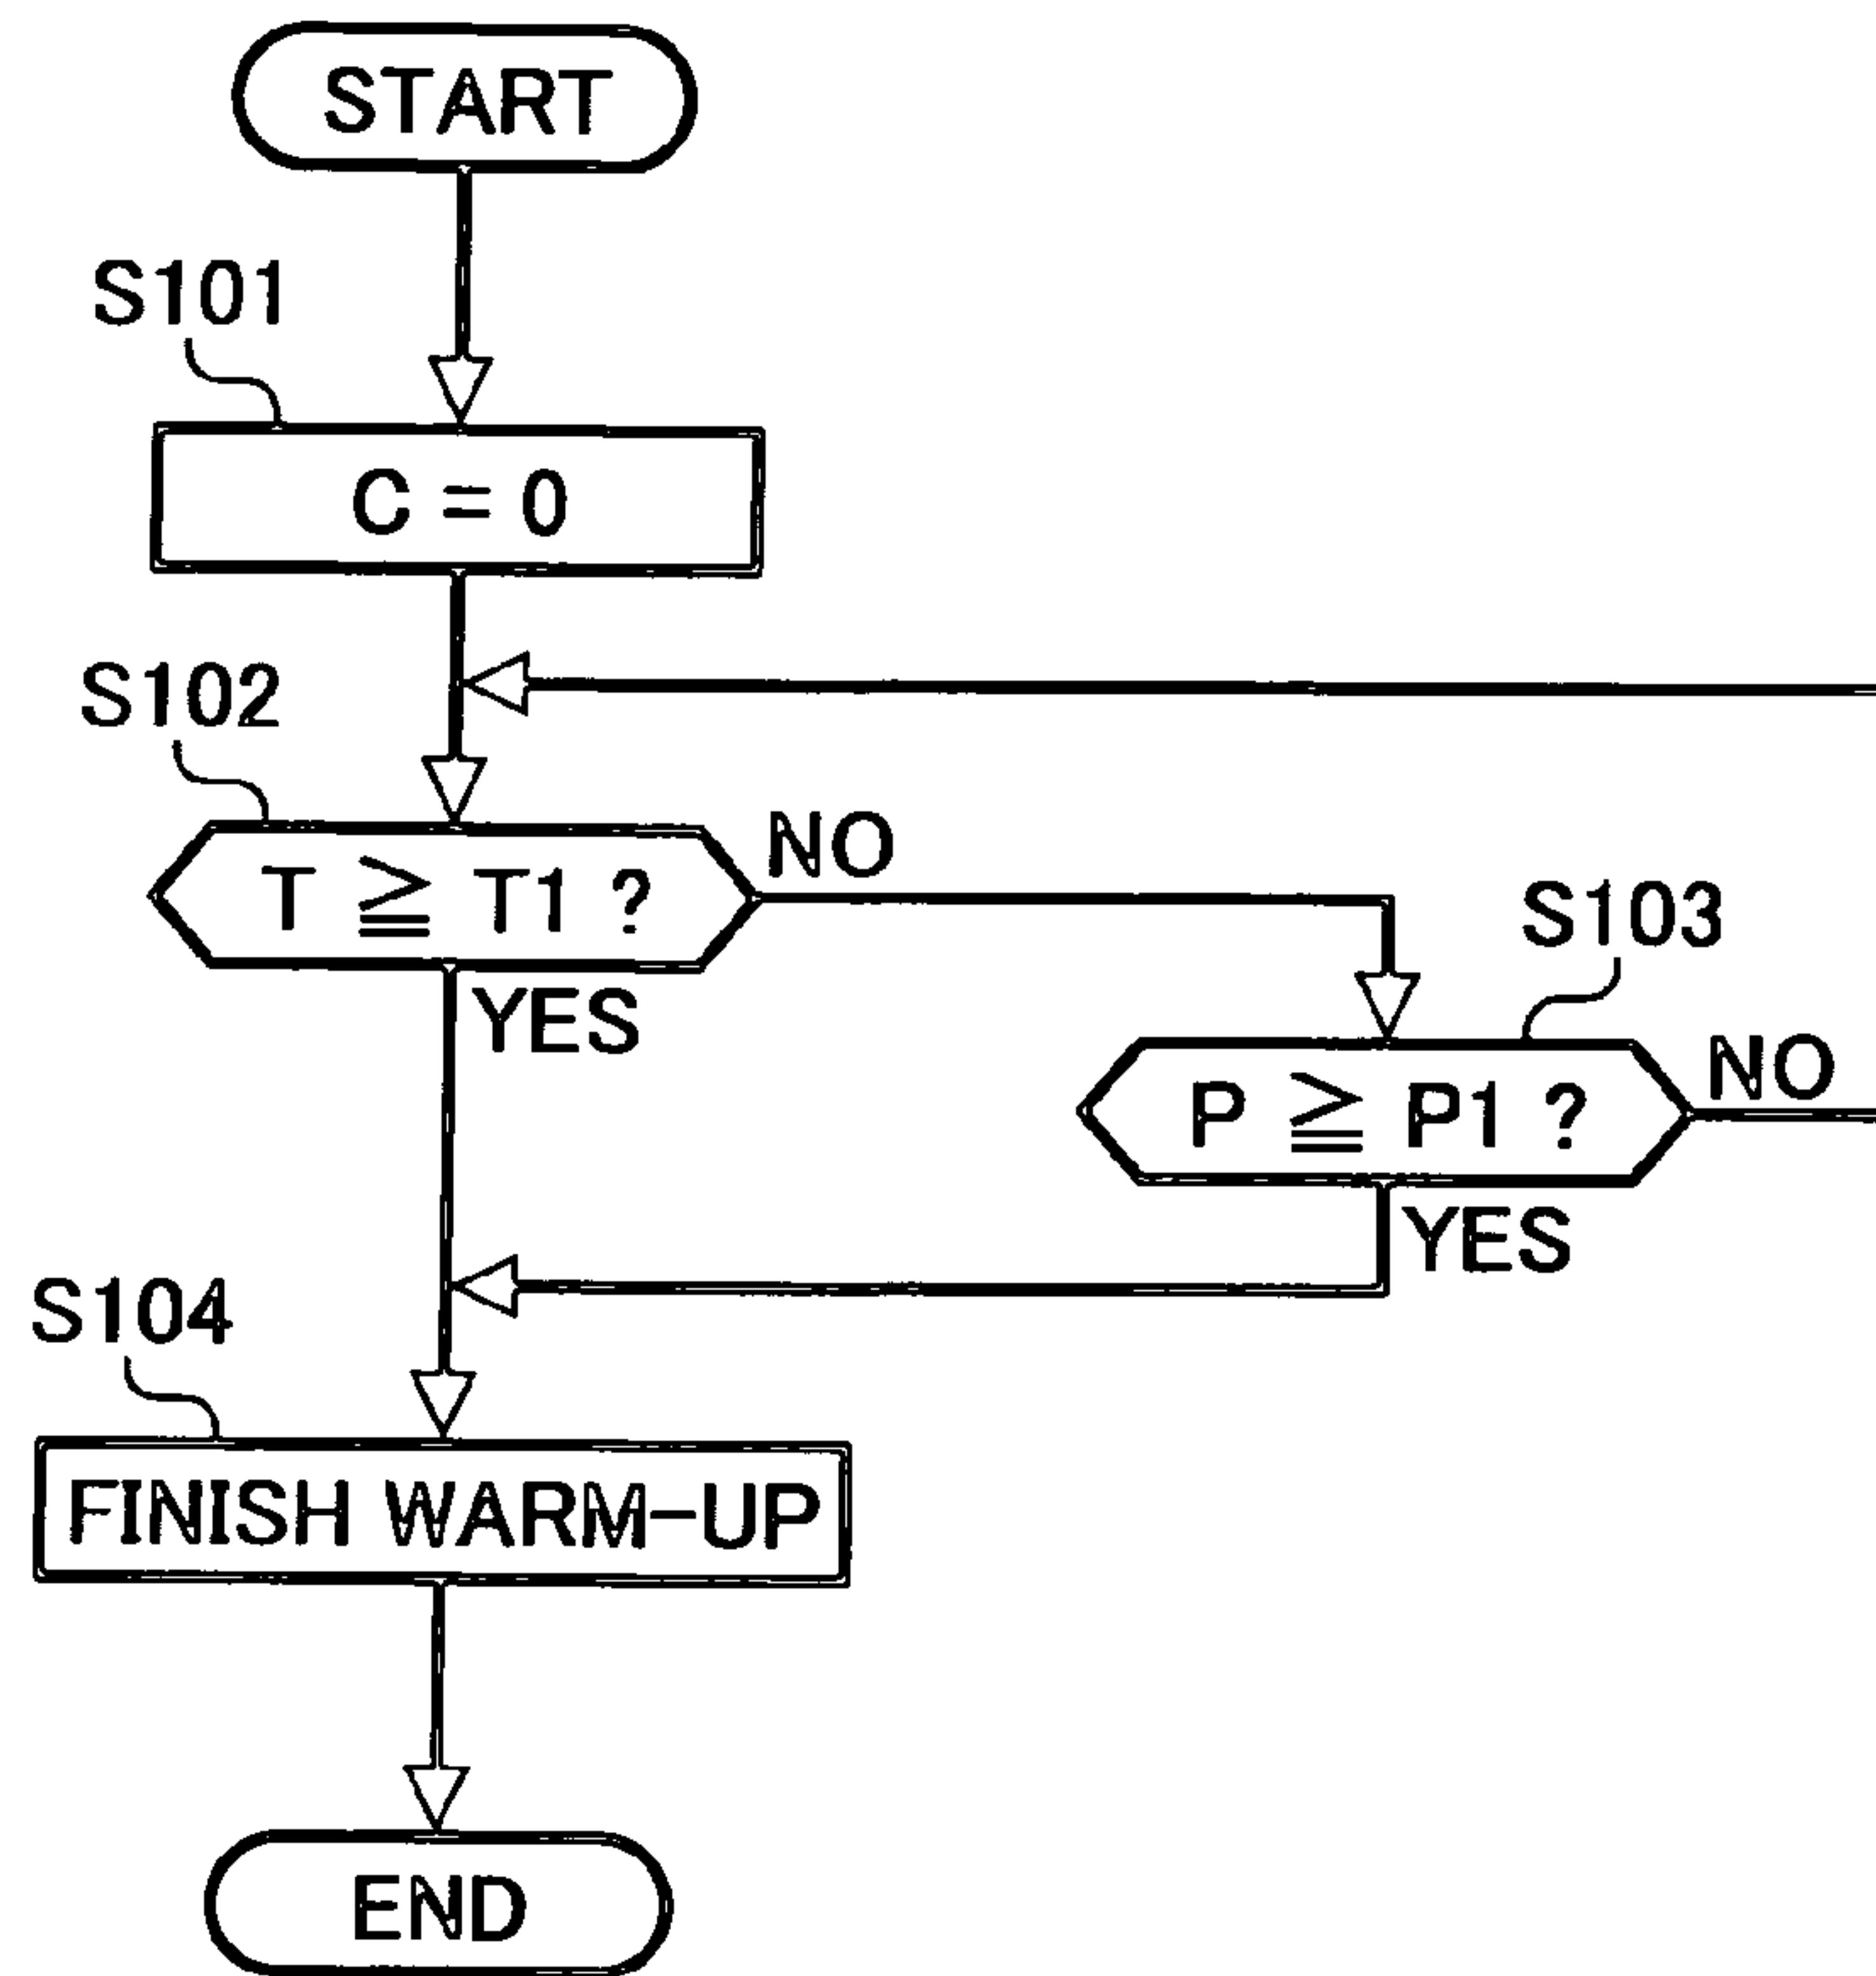 START
S101
C = 0
S102
T ≧ T1 ?
NO
YES
S103
P ≧ P1 ?
NO
YES
S104
FINISH WARM-UP
END